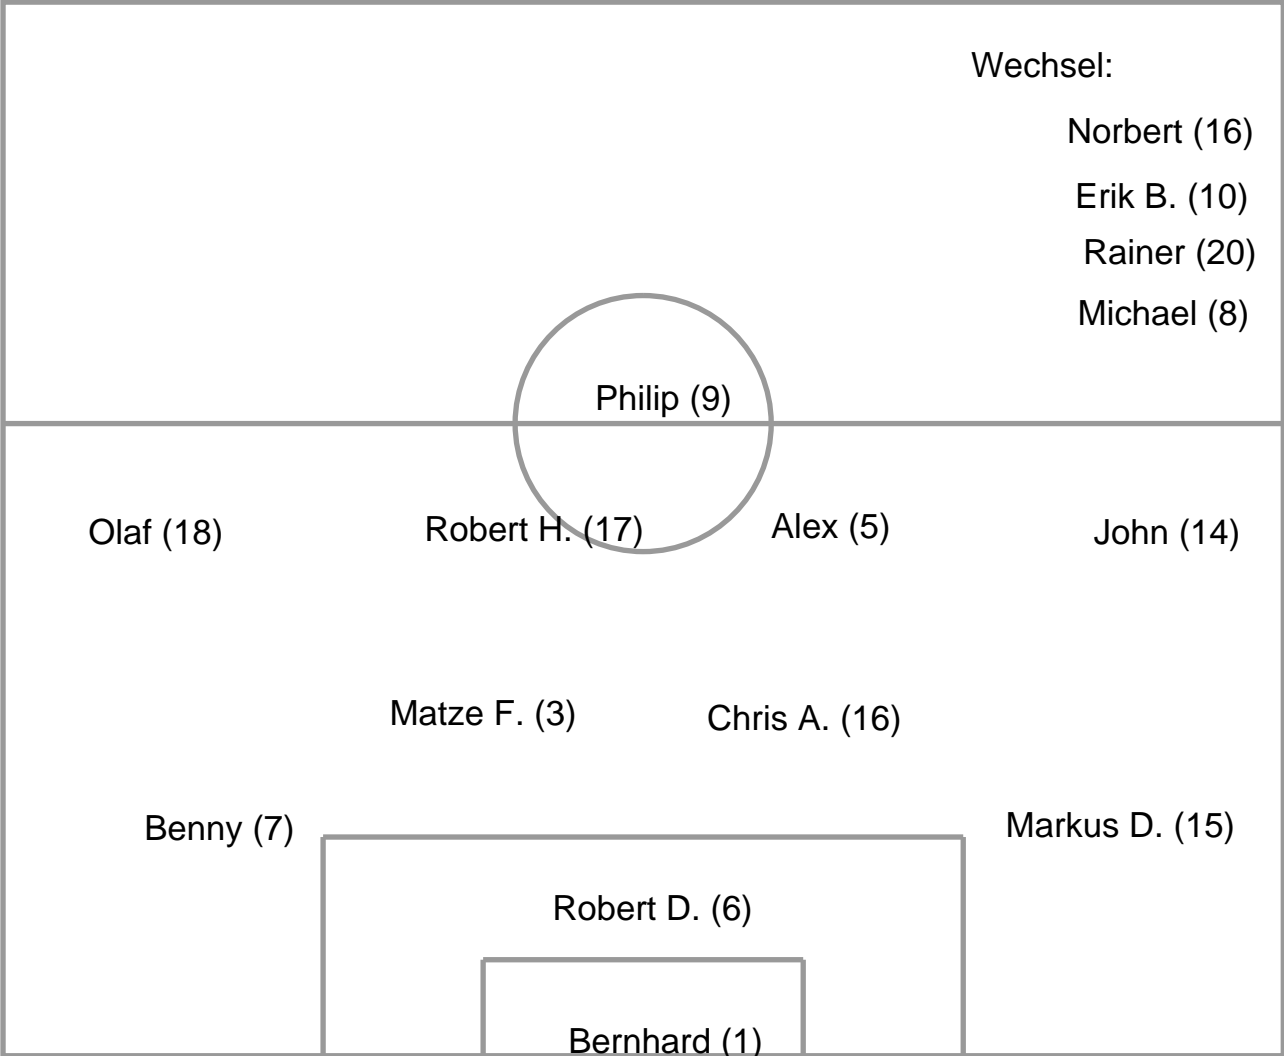 Wechsel:
Norbert (16)
Erik B. (10)
Rainer (20)
Michael (8)
Philip (9)
Olaf (18) Robert H. (17) Alex (5) John (14)
Matze F. (3) Chris A. (16)
Benny (7) Markus D. (15)
Robert D. (6)
Bernhard (1)